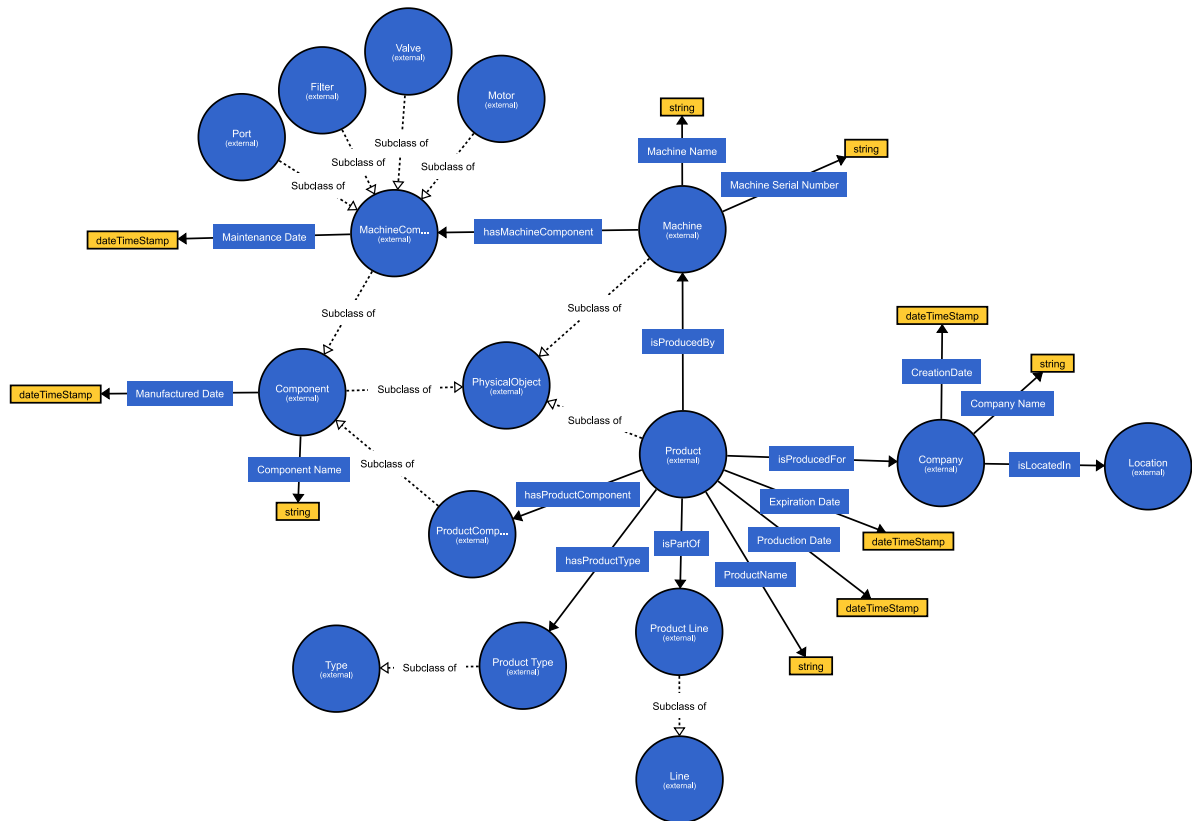 Valve
(external)
Filter
(external)
Motor
(external)
Port
(external)
string
Machine Name
string
Machine Serial Number
Subclass of
Subclass of
Subclass of
Subclass of
MachineCom...
(external)
Maintenance Date
dateTimeStamp
hasMachineComponent
Machine
(external)
Subclass of
Subclass of
isProducedBy
dateTimeStamp
CreationDate
string
Company Name
Component
(external)
Manufactured Date
dateTimeStamp
Subclass of
PhysicalObject
(external)
Subclass of
Component Name
string
Subclass of
Product
(external)
isProducedFor
Company
(external)
isLocatedIn
Location
(external)
hasProductComponent
ProductComp...
(external)
Expiration Date
dateTimeStamp
Production Date
dateTimeStamp
isPartOf
hasProductType
ProductName
string
Product Line
(external)
Type
(external)
Subclass of
Product Type
(external)
Subclass of
Line
(external)